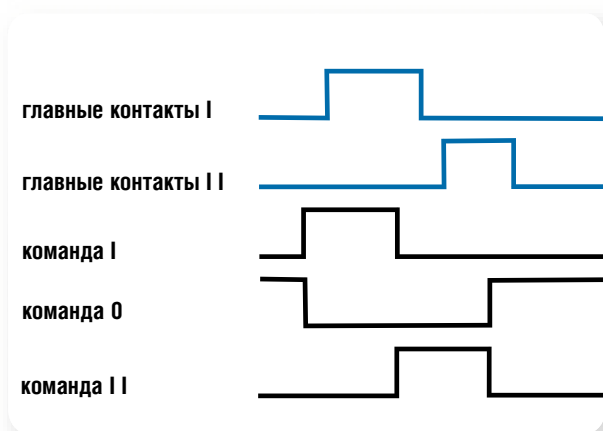 главные контакты I
главные контакты I I
команда I
команда 0
команда I I